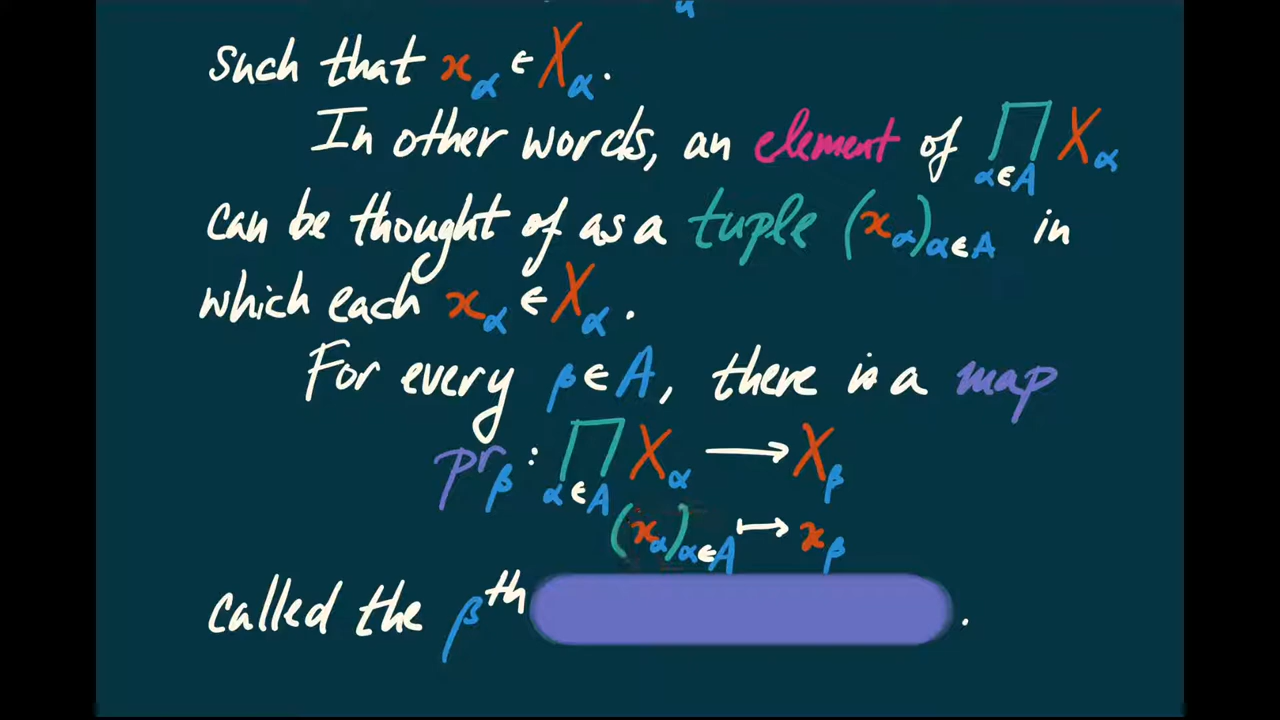 such that x_α ∈ X_α.
In other words, an element of ∏_{α∈A} X_α
can be thought of as a tuple (x_α)_{α∈A} in
which each x_α ∈ X_α.
For every β∈A, there is a map
pr_β : ∏_{α∈A} X_α ⟶ X_β
(x_α)_{α∈A} ↦ x_β
called the β^th .